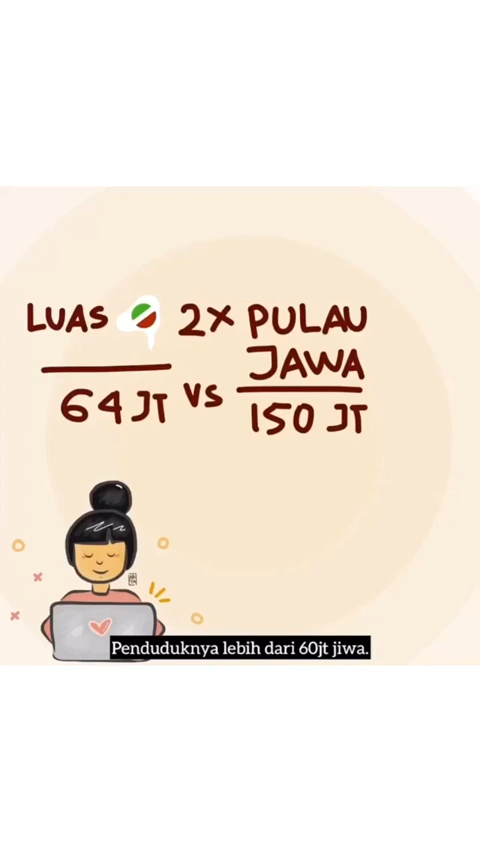 LUAS 2X PULAU
JAWA
64 JT VS 150 JT
Penduduknya lebih dari 60jt jiwa.